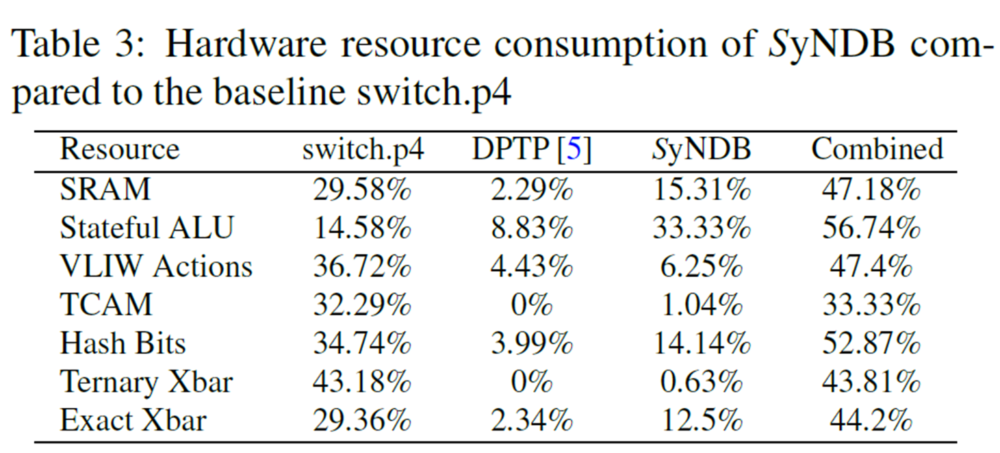 Table 3: Hardware resource consumption of SyNDB com-
pared to the baseline switch.p4
Resource switch.p4 DPTP [5] SyNDB Combined
SRAM 29.58% 2.29% 15.31% 47.18%
Stateful ALU 14.58% 8.83% 33.33% 56.74%
VLIW Actions 36.72% 4.43% 6.25% 47.4%
TCAM 32.29% 0% 1.04% 33.33%
Hash Bits 34.74% 3.99% 14.14% 52.87%
Ternary Xbar 43.18% 0% 0.63% 43.81%
Exact Xbar 29.36% 2.34% 12.5% 44.2%